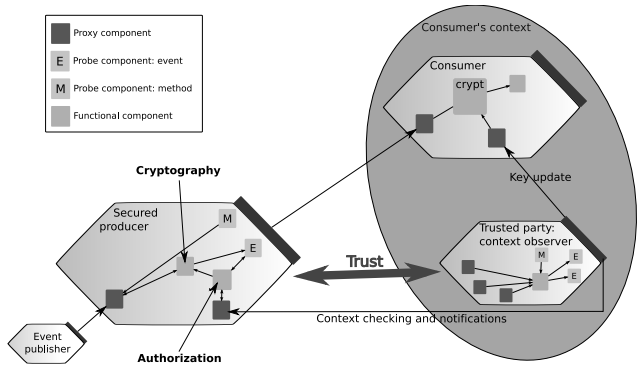 Consumer's context
Proxy component
E
Probe component: event
M
Probe component: method
Functional component
Consumer
crypt
Cryptography
Key update
Secured
producer
M
E
Trusted party:
context observer
M
E
E
Trust
Context checking and notifications
Event
publisher
Authorization